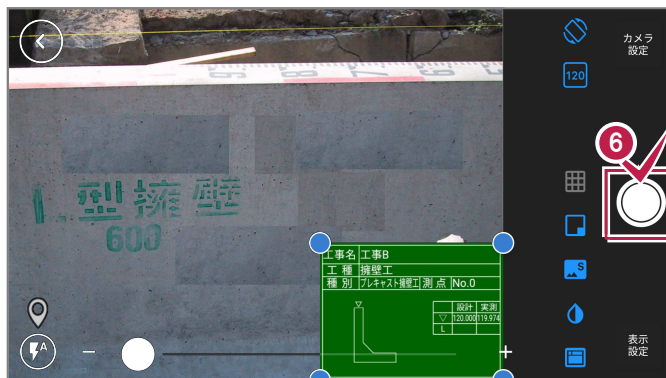 カメラ
設定
120
6
L型擁壁
600
工事名 工事B
工種 擁壁工
種別 プレキャスト擁壁工 測点 No.0
設計 実測
▽ 120.000 119.974
L
S
A
− +
表示
設定